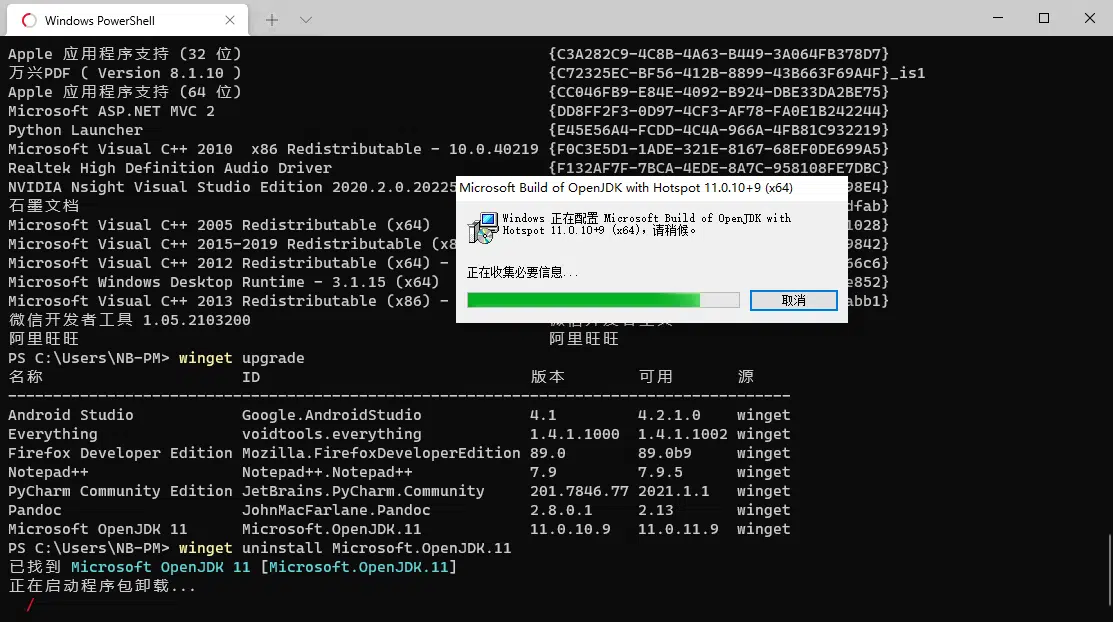 Windows PowerShell
Apple 应用程序支持 (32 位) {C3A282C9-4C8B-4A63-B449-3A064FB378D7}
万兴PDF ( Version 8.1.10 ) {C72325EC-BF56-412B-8899-43B663F69A4F}_is1
Apple 应用程序支持 (64 位) {CC046FB9-E84E-4092-B924-DBE33DA2BE75}
Microsoft ASP.NET MVC 2 {DD8FF2F3-0D97-4CF3-AF78-FA0E1B242244}
Python Launcher {E45E56A4-FCDD-4C4A-966A-4FB81C932219}
Microsoft Visual C++ 2010  x86 Redistributable - 10.0.40219 {F0C3E5D1-1ADE-321E-8167-68EF0DE699A5}
Realtek High Definition Audio Driver {F132AF7F-7BCA-4EDE-8A7C-958108FE7DBC}
NVIDIA Nsight Visual Studio Edition 2020.2.0.20225 98E4}
石墨文档 dfab}
Microsoft Visual C++ 2005 Redistributable (x64) 1028}
Microsoft Visual C++ 2015-2019 Redistributable (x8 9842}
Microsoft Visual C++ 2012 Redistributable (x64) - 66c6}
Microsoft Windows Desktop Runtime - 3.1.15 (x64) e852}
Microsoft Visual C++ 2013 Redistributable (x86) - abb1}
微信开发者工具 1.05.2103200
阿里旺旺 阿里旺旺
Microsoft Build of OpenJDK with Hotspot 11.0.10+9 (x64)
Windows 正在配置 Microsoft Build of OpenJDK with
Hotspot 11.0.10+9 (x64)，请稍候。
正在收集必要信息...
取消
PS C:\Users\NB-PM> winget upgrade
名称 ID 版本 可用 源
Android Studio Google.AndroidStudio 4.1 4.2.1.0 winget
Everything voidtools.everything 1.4.1.1000 1.4.1.1002 winget
Firefox Developer Edition Mozilla.FirefoxDeveloperEdition 89.0 89.0b9 winget
Notepad++ Notepad++.Notepad++ 7.9 7.9.5 winget
PyCharm Community Edition JetBrains.PyCharm.Community 201.7846.77 2021.1.1 winget
Pandoc JohnMacFarlane.Pandoc 2.8.0.1 2.13 winget
Microsoft OpenJDK 11 Microsoft.OpenJDK.11 11.0.10.9 11.0.11.9 winget
PS C:\Users\NB-PM> winget uninstall Microsoft.OpenJDK.11
已找到 Microsoft OpenJDK 11 [Microsoft.OpenJDK.11]
正在启动程序包卸载...
/